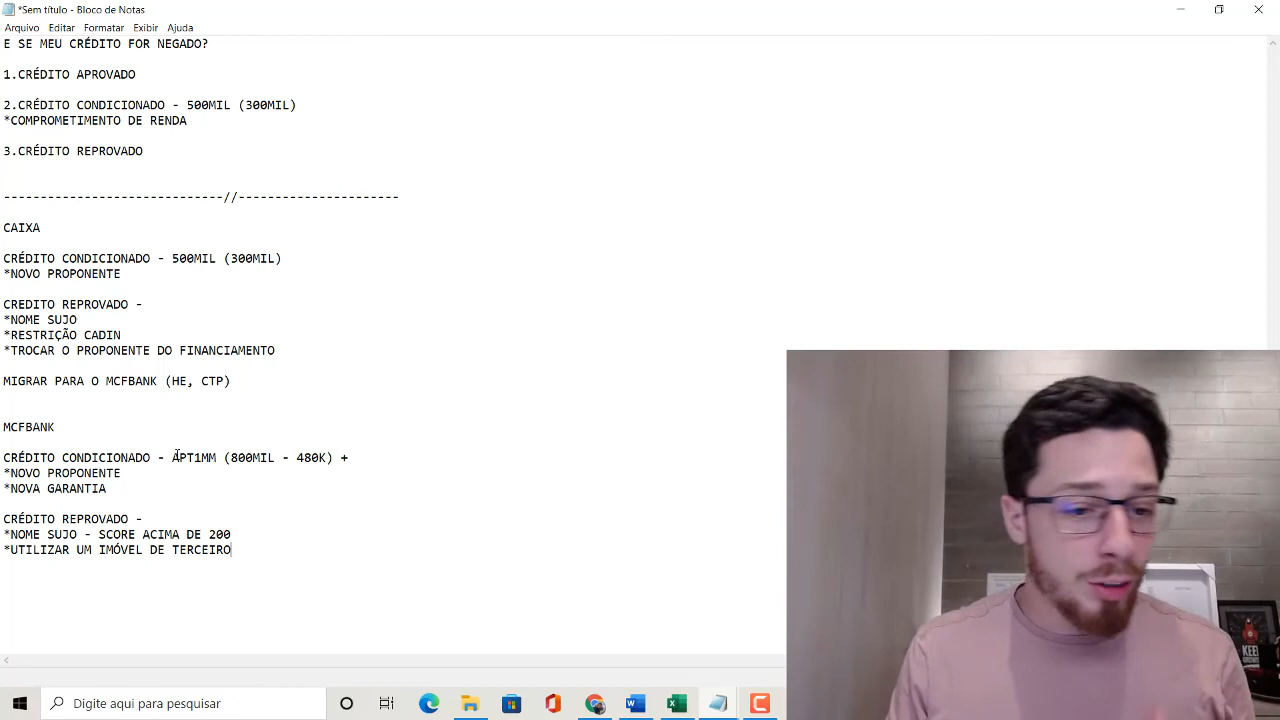 *Sem título - Bloco de Notas
Arquivo Editar Formatar Exibir Ajuda
E SE MEU CRÉDITO FOR NEGADO?
1.CRÉDITO APROVADO
2.CRÉDITO CONDICIONADO - 500MIL (300MIL)
*COMPROMETIMENTO DE RENDA
3.CRÉDITO REPROVADO
------------------------------//----------------------
CAIXA
CRÉDITO CONDICIONADO - 500MIL (300MIL)
*NOVO PROPONENTE
CREDITO REPROVADO -
*NOME SUJO
*RESTRIÇÃO CADIN
*TROCAR O PROPONENTE DO FINANCIAMENTO
MIGRAR PARA O MCFBANK (HE, CTP)
MCFBANK
CRÉDITO CONDICIONADO - APT1MM (800MIL - 480K) +
*NOVO PROPONENTE
*NOVA GARANTIA
CRÉDITO REPROVADO -
*NOME SUJO - SCORE ACIMA DE 200
*UTILIZAR UM IMÓVEL DE TERCEIRO
KEEP
Digite aqui para pesquisar